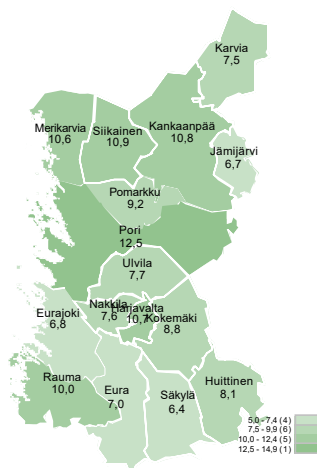 Karvia
7,5
Merikarvia
10,6
Siikainen
10,9
Kankaanpää
10,8
Jämijärvi
6,7
Pomarkku
9,2
Pori
12,5
Ulvila
7,7
Nakkila
7,6
Harjavalta
10,7
Kokemäki
8,8
Eurajoki
6,8
Rauma
10,0
Eura
7,0
Säkylä
6,4
Huittinen
8,1
5,0 - 7,4 (4)
7,5 - 9,9 (6)
10,0 - 12,4 (5)
12,5 - 14,9 (1)